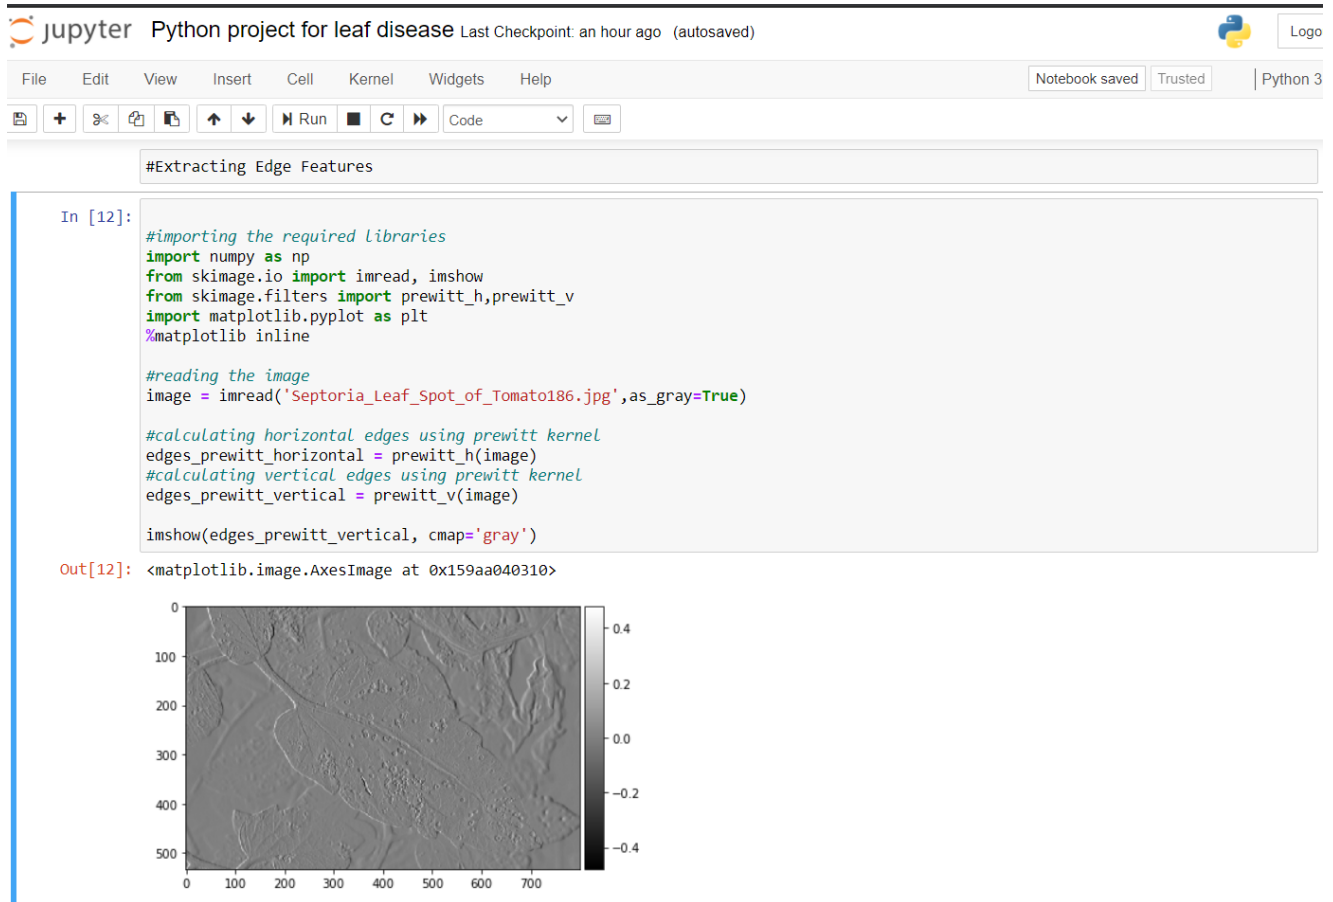 jupyter Python project for leaf disease Last Checkpoint: an hour ago (autosaved)
Logo
File Edit View Insert Cell Kernel Widgets Help
Notebook saved Trusted Python 3
Run Code
#Extracting Edge Features
In [12]:
#importing the required libraries
import numpy as np
from skimage.io import imread, imshow
from skimage.filters import prewitt_h,prewitt_v
import matplotlib.pyplot as plt
%matplotlib inline
#reading the image
image = imread('Septoria_Leaf_Spot_of_Tomato186.jpg',as_gray=True)
#calculating horizontal edges using prewitt kernel
edges_prewitt_horizontal = prewitt_h(image)
#calculating vertical edges using prewitt kernel
edges_prewitt_vertical = prewitt_v(image)
imshow(edges_prewitt_vertical, cmap='gray')
Out[12]: <matplotlib.image.AxesImage at 0x159aa040310>
0
100
200
300
400
500
0 100 200 300 400 500 600 700
0.4
0.2
0.0
−0.2
−0.4